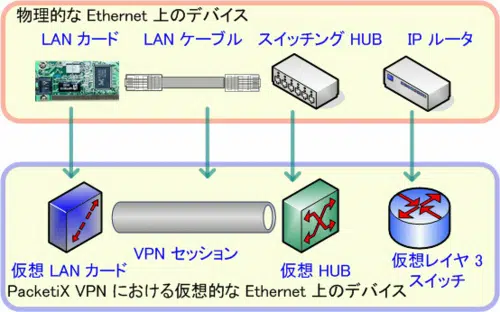 物理的な Ethernet 上のデバイス
LAN カード
LAN ケーブル
スイッチング HUB
IP ルータ
仮想 LAN カード
VPN セッション
仮想 HUB
仮想レイヤ 3
スイッチ
PacketiX VPN における仮想的な Ethernet 上のデバイス